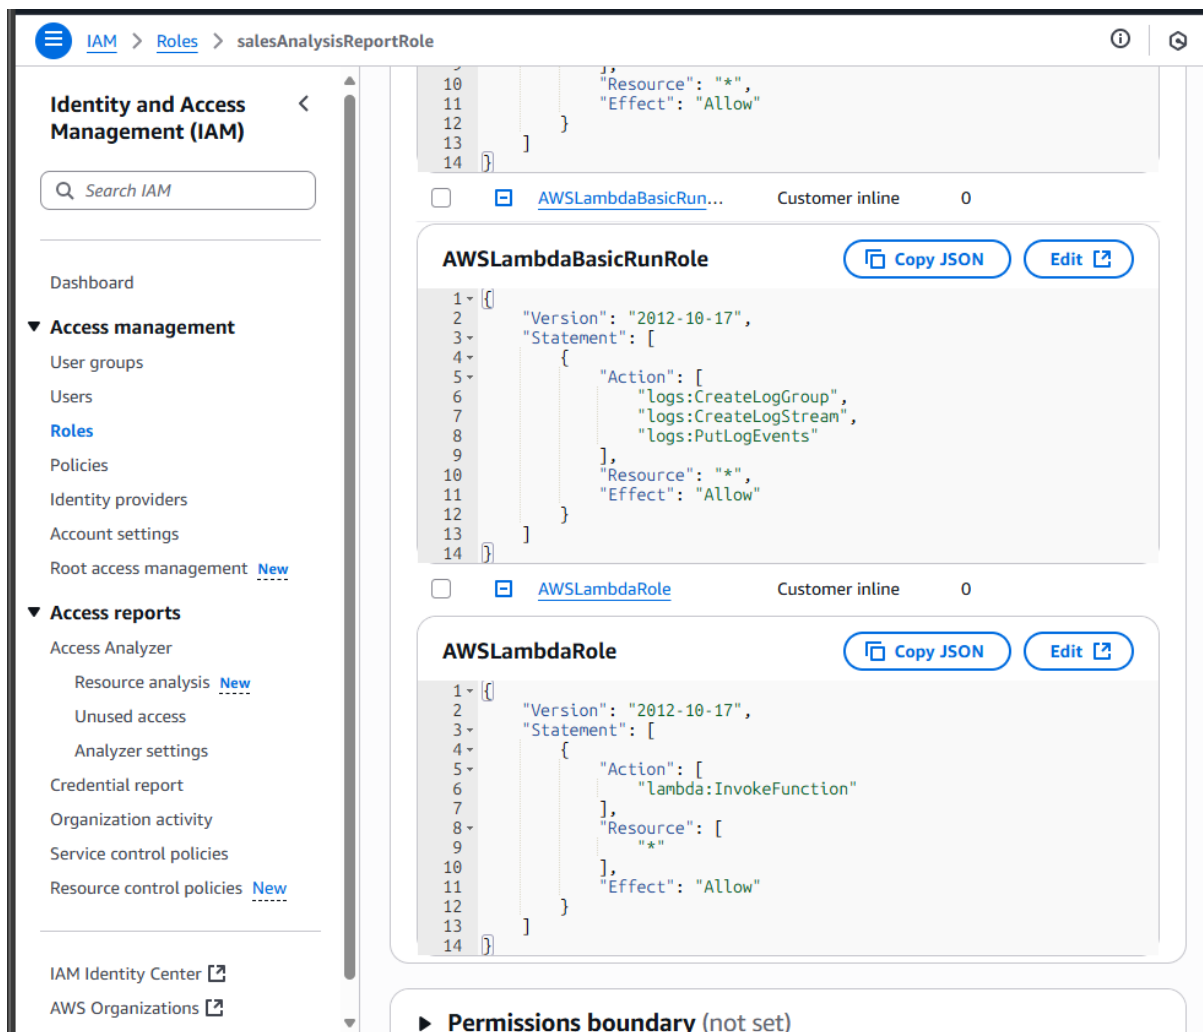 IAM > Roles > salesAnalysisReportRole
Identity and Access
Management (IAM)
Search IAM
Dashboard
Access management
User groups
Users
Roles
Policies
Identity providers
Account settings
Root access management New
Access reports
Access Analyzer
Resource analysis New
Unused access
Analyzer settings
Credential report
Organization activity
Service control policies
Resource control policies New
IAM Identity Center
AWS Organizations
],
10 "Resource": "*",
11 "Effect": "Allow"
12 }
13 ]
14 }
AWSLambdaBasicRun... Customer inline 0
AWSLambdaBasicRunRole Copy JSON Edit
1 {
2 "Version": "2012-10-17",
3 "Statement": [
4 {
5 "Action": [
6 "logs:CreateLogGroup",
7 "logs:CreateLogStream",
8 "logs:PutLogEvents"
9 ],
10 "Resource": "*",
11 "Effect": "Allow"
12 }
13 ]
14 }
AWSLambdaRole Customer inline 0
AWSLambdaRole Copy JSON Edit
1 {
2 "Version": "2012-10-17",
3 "Statement": [
4 {
5 "Action": [
6 "lambda:InvokeFunction"
7 ],
8 "Resource": [
9 "*"
10 ],
11 "Effect": "Allow"
12 }
13 ]
14 }
Permissions boundary (not set)